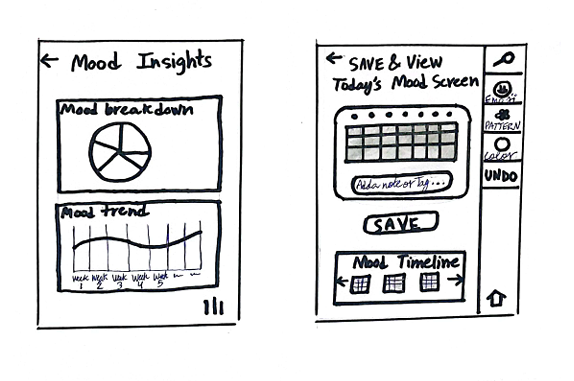 Mood Insights
Mood breakdown
Mood trend
Week 1
Week 2
Week 3
Week 4
Week 5
SAVE & VIEW
Today's Mood Screen
Add a note or Tag...
SAVE
Mood Timeline
EMOJI
PATTERN
COLOR
UNDO